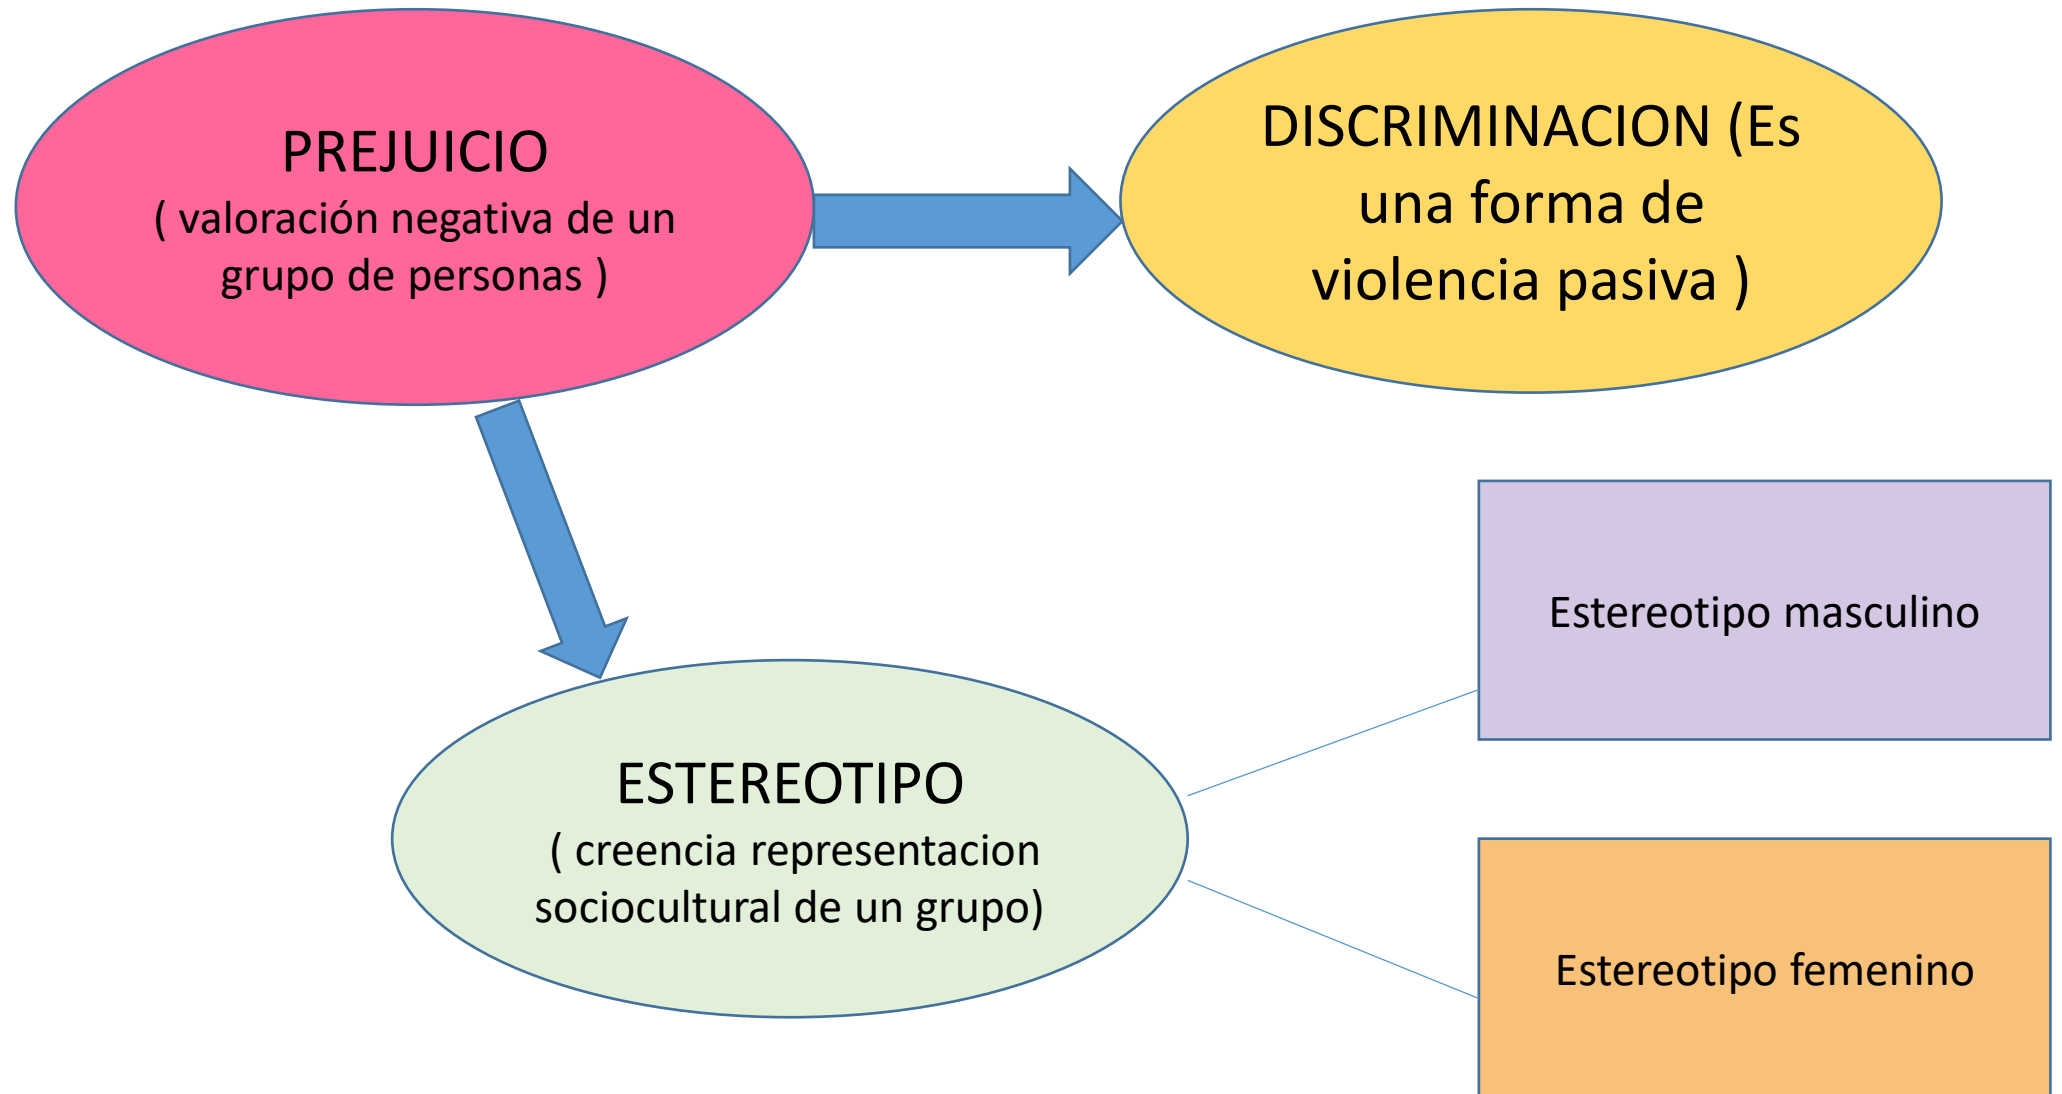 PREJUICIO
( valoración negativa de un
grupo de personas )
DISCRIMINACION (Es
una forma de
violencia pasiva )
Estereotipo masculino
ESTEREOTIPO
( creencia representacion
sociocultural de un grupo)
Estereotipo femenino